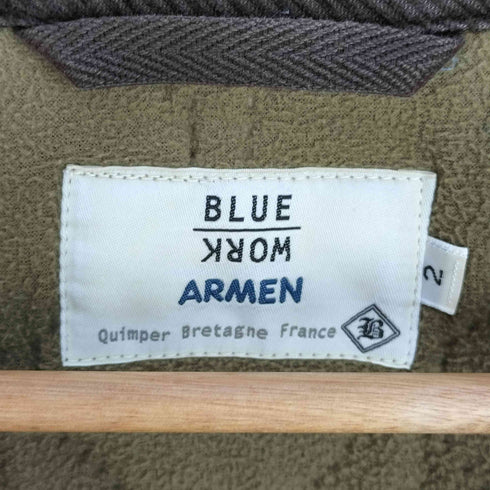 BLUE
WORK
ARMEN
Quimper Bretagne France
B
2